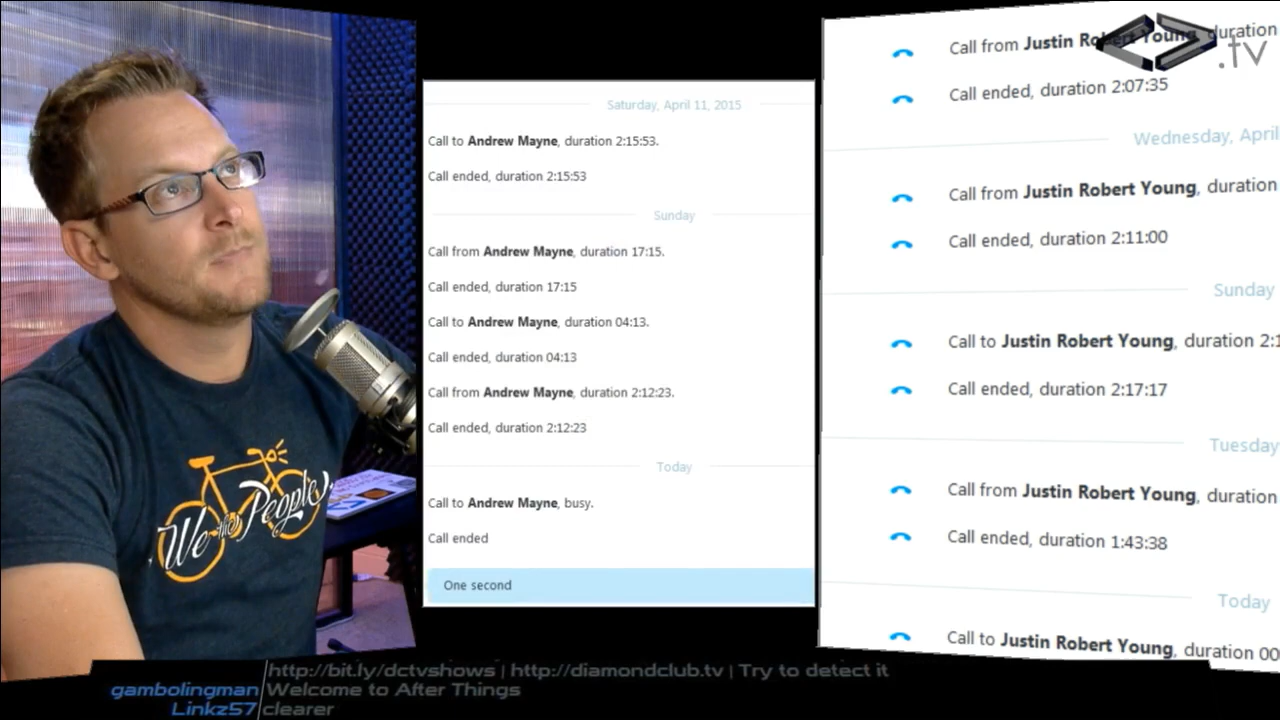 We the People
Saturday, April 11, 2015
Call to Andrew Mayne, duration 2:15:53.
Call ended, duration 2:15:53
Sunday
Call from Andrew Mayne, duration 17:15.
Call ended, duration 17:15
Call to Andrew Mayne, duration 04:13.
Call ended, duration 04:13
Call from Andrew Mayne, duration 2:12:23.
Call ended, duration 2:12:23
Today
Call to Andrew Mayne, busy.
Call ended
One second
Call from Justin Robert Young, duration
.tv
Call ended, duration 2:07:35
Wednesday, April
Call from Justin Robert Young, duration
Call ended, duration 2:11:00
Sunday
Call to Justin Robert Young, duration 2:1
Call ended, duration 2:17:17
Tuesday
Call from Justin Robert Young, duration
Call ended, duration 1:43:38
Today
Call to Justin Robert Young, duration 00
http://bit.ly/dctvshows | http://diamondclub.tv | Try to detect it
gambolingman Welcome to After Things
Linkz57 clearer